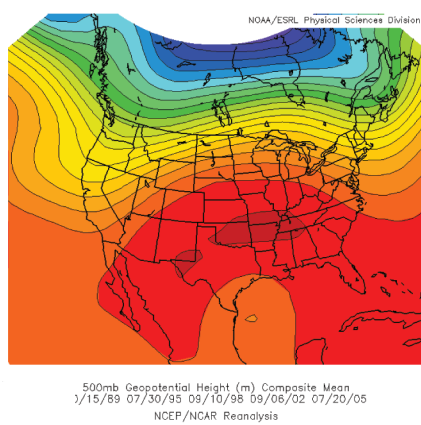 NOAA/ESRL Physical Sciences Division
500mb Geopotential Height (m) Composite Mean
/15/89 07/30/95 09/10/98 09/06/02 07/20/05
NCEP/NCAR Reanalysis